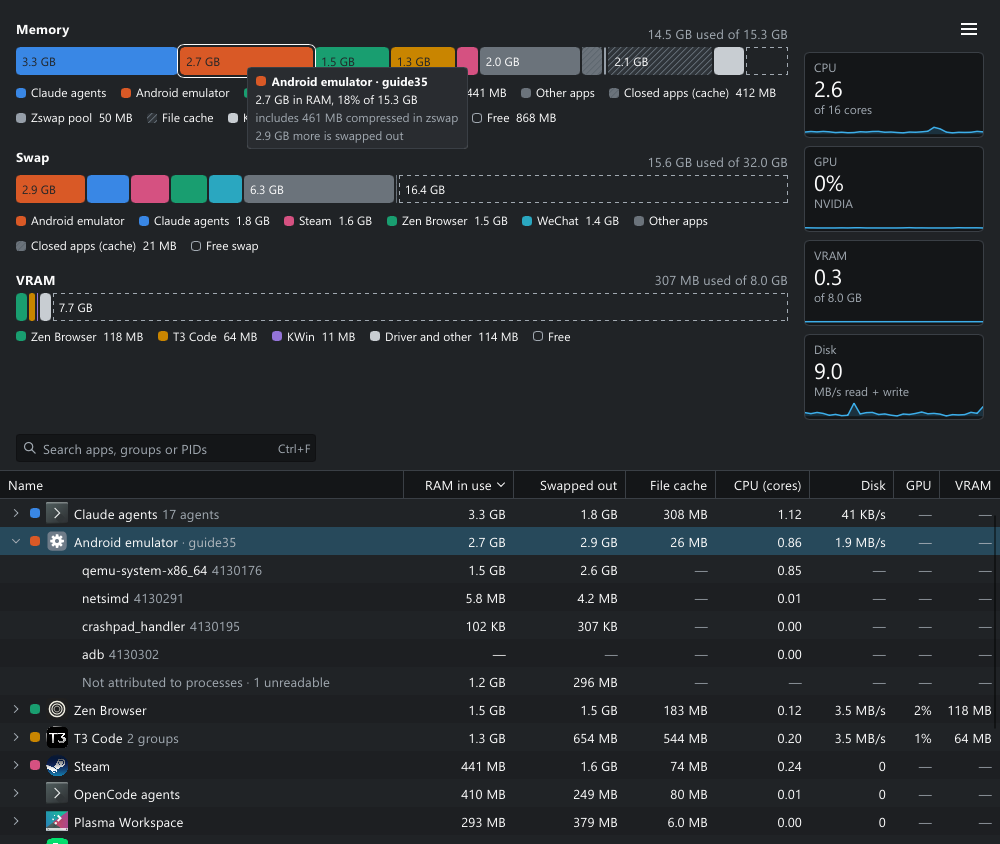 Memory
14.5 GB used of 15.3 GB
3.3 GB
2.7 GB
1.5 GB
1.3 GB
2.0 GB
2.1 GB
Claude agents
Android emulator
441 MB
Other apps
Closed apps (cache) 412 MB
Zswap pool 50 MB
File cache
Free 868 MB
Android emulator · guide35
2.7 GB in RAM, 18% of 15.3 GB
includes 461 MB compressed in zswap
2.9 GB more is swapped out
CPU
2.6
of 16 cores
GPU
0%
NVIDIA
VRAM
0.3
of 8.0 GB
Disk
9.0
MB/s read + write
Swap
15.6 GB used of 32.0 GB
2.9 GB
6.3 GB
16.4 GB
Android emulator
Claude agents 1.8 GB
Steam 1.6 GB
Zen Browser 1.5 GB
WeChat 1.4 GB
Other apps
Closed apps (cache) 21 MB
Free swap
VRAM
307 MB used of 8.0 GB
7.7 GB
Zen Browser 118 MB
T3 Code 64 MB
KWin 11 MB
Driver and other 114 MB
Free
Search apps, groups or PIDs Ctrl+F
Name RAM in use Swapped out File cache CPU (cores) Disk GPU VRAM
Claude agents 17 agents 3.3 GB 1.8 GB 308 MB 1.12 41 KB/s — —
Android emulator · guide35 2.7 GB 2.9 GB 26 MB 0.86 1.9 MB/s — —
qemu-system-x86_64 4130176 1.5 GB 2.6 GB — 0.85 — — —
netsimd 4130291 5.8 MB 4.2 MB — 0.01 — — —
crashpad_handler 4130195 102 KB 307 KB — 0.00 — — —
adb 4130302 — — — 0.00 — — —
Not attributed to processes · 1 unreadable 1.2 GB 296 MB — — — — —
Zen Browser 1.5 GB 1.5 GB 183 MB 0.12 3.5 MB/s 2% 118 MB
T3 T3 Code 2 groups 1.3 GB 654 MB 544 MB 0.20 3.5 MB/s 1% 64 MB
Steam 441 MB 1.6 GB 74 MB 0.24 0 — —
OpenCode agents 410 MB 249 MB 80 MB 0.01 0 — —
Plasma Workspace 293 MB 379 MB 6.0 MB 0.00 0 — —